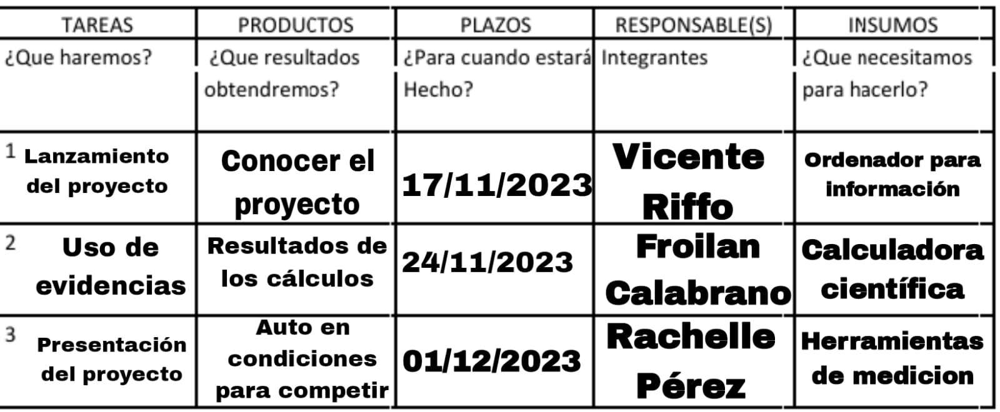 TAREAS PRODUCTOS PLAZOS RESPONSABLE(S) INSUMOS
¿Que haremos? ¿Que resultados ¿Para cuando estará Integrantes ¿Que necesitamos
obtendremos? Hecho? para hacerlo?
1 Lanzamiento
del proyecto
Conocer el
proyecto
17/11/2023
Vicente
Riffo
Ordenador para
información
2 Uso de
evidencias
Resultados de
los cálculos
24/11/2023
Froilan
Calabrano
Calculadora
científica
3 Presentación
del proyecto
Auto en
condiciones
para competir
01/12/2023
Rachelle
Pérez
Herramientas
de medicion